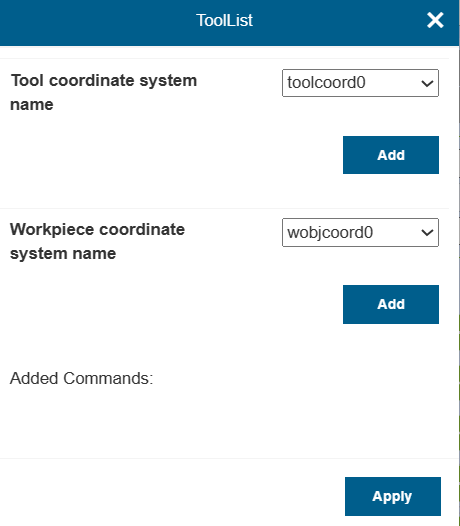 ToolList
Tool coordinate system
name
toolcoord0
Add
Workpiece coordinate
system name
wobjcoord0
Add
Added Commands:
Apply